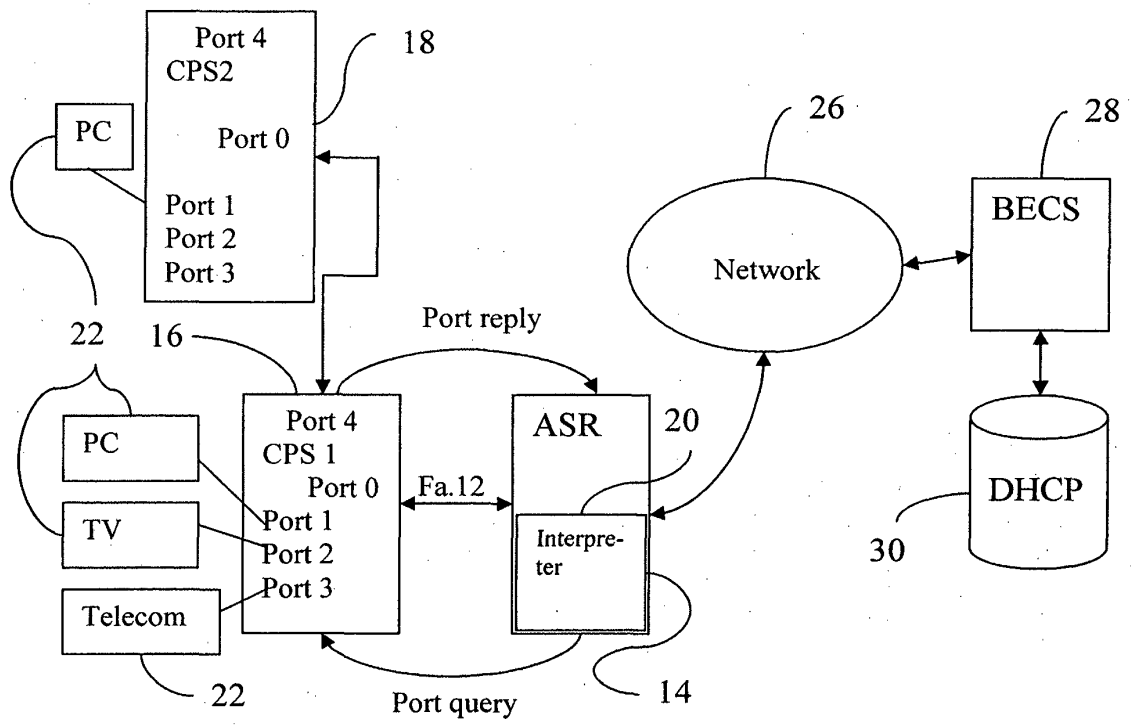 Port 4
CPS2
18
PC
Port 0
26
28
BECS
Port 1
Port 2
Port 3
Network
22
16
Port reply
Port 4
CPS 1
ASR
20
PC
Port 0
Fa.12
DHCP
TV
Port 1
Port 2
Port 3
Interpre-
ter
30
Telecom
22
Port query
14